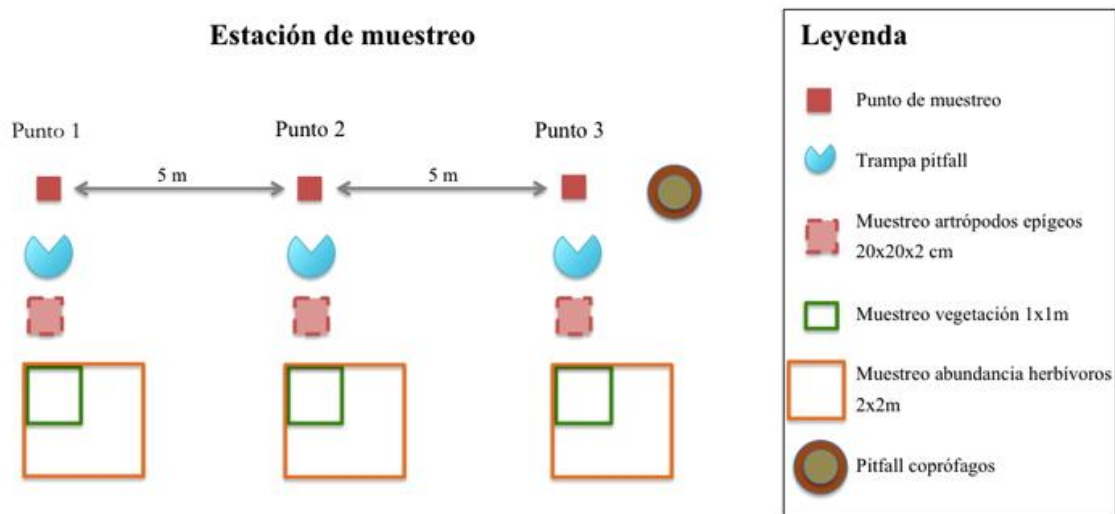 Estación de muestreo
Punto 1
Punto 2
Punto 3
5 m
5 m
Leyenda
Punto de muestreo
Trampa pitfall
Muestreo artrópodos epígeos
20x20x2 cm
Muestreo vegetación 1x1m
Muestreo abundancia herbívoros
2x2m
Pitfall coprófagos